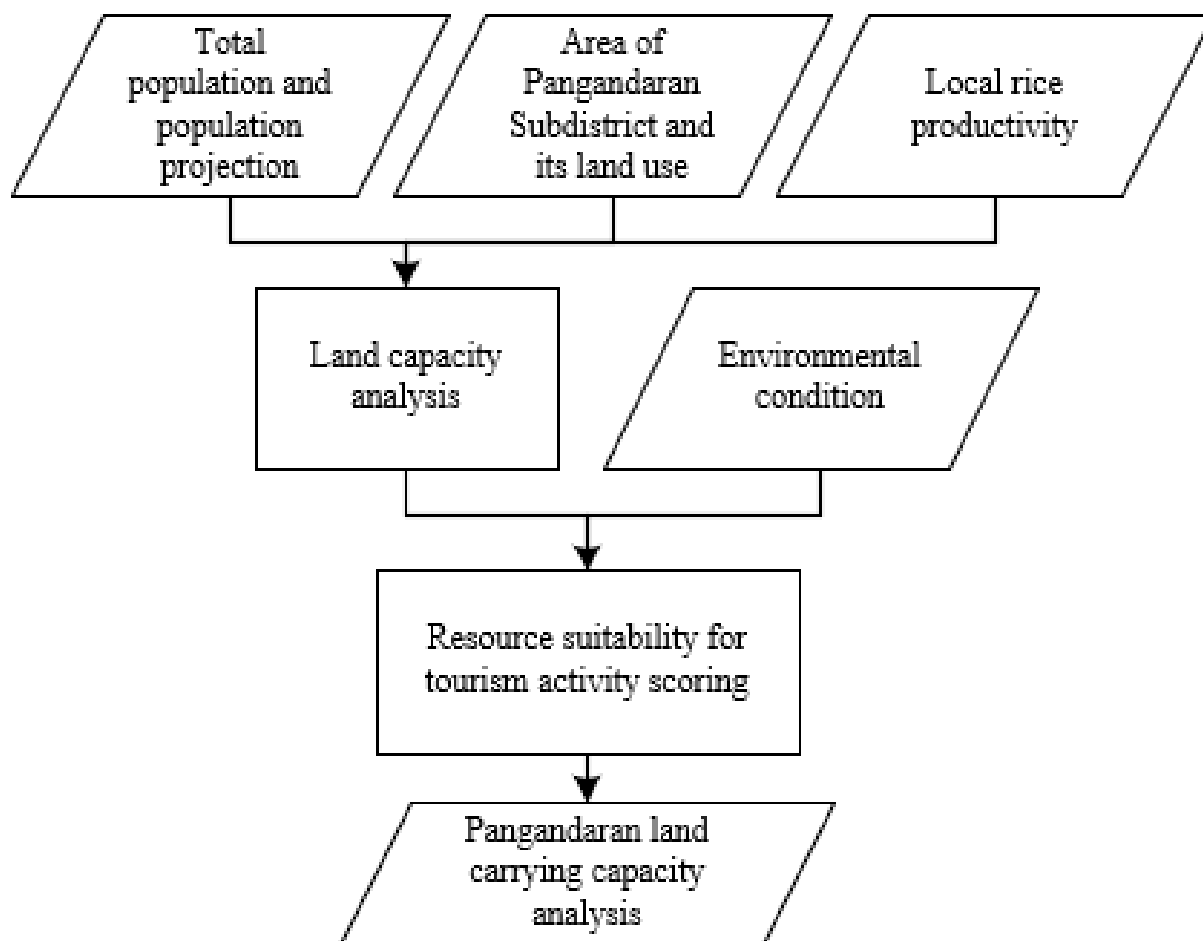 Total
population and
population
projection
Area of
Pangandaran
Subdistrict and
its land use
Local rice
productivity
Land capacity
analysis
Environmental
condition
Resource suitability for
tourism activity scoring
Pangandaran land
carrying capacity
analysis